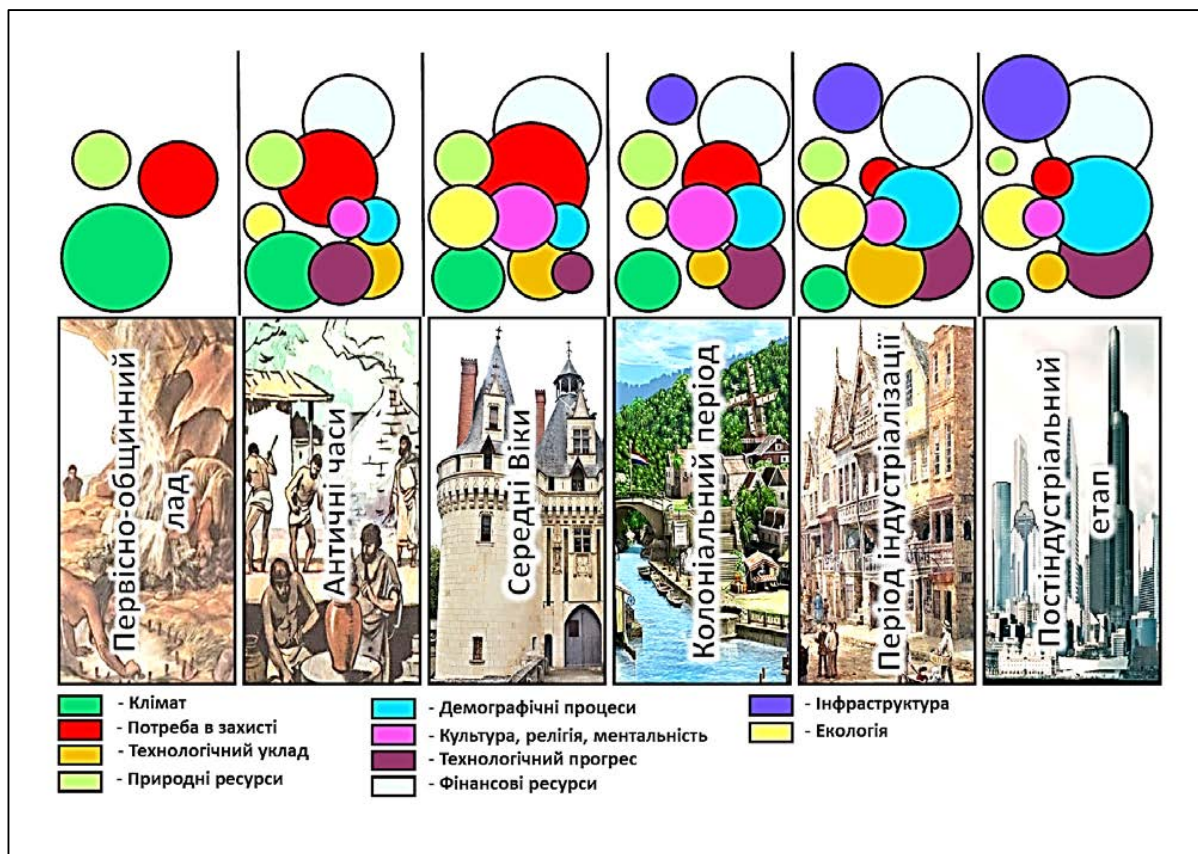 Первісно-общинний
лад
Античні часи
Середні Віки
Колоніальний період
Період індустріалізації
Постіндустріальний
етап
- Клімат
- Потреба в захисті
- Технологічний уклад
- Природні ресурси
- Демографічні процеси
- Культура, релігія, ментальність
- Технологічний прогрес
- Фінансові ресурси
- Інфраструктура
- Екологія